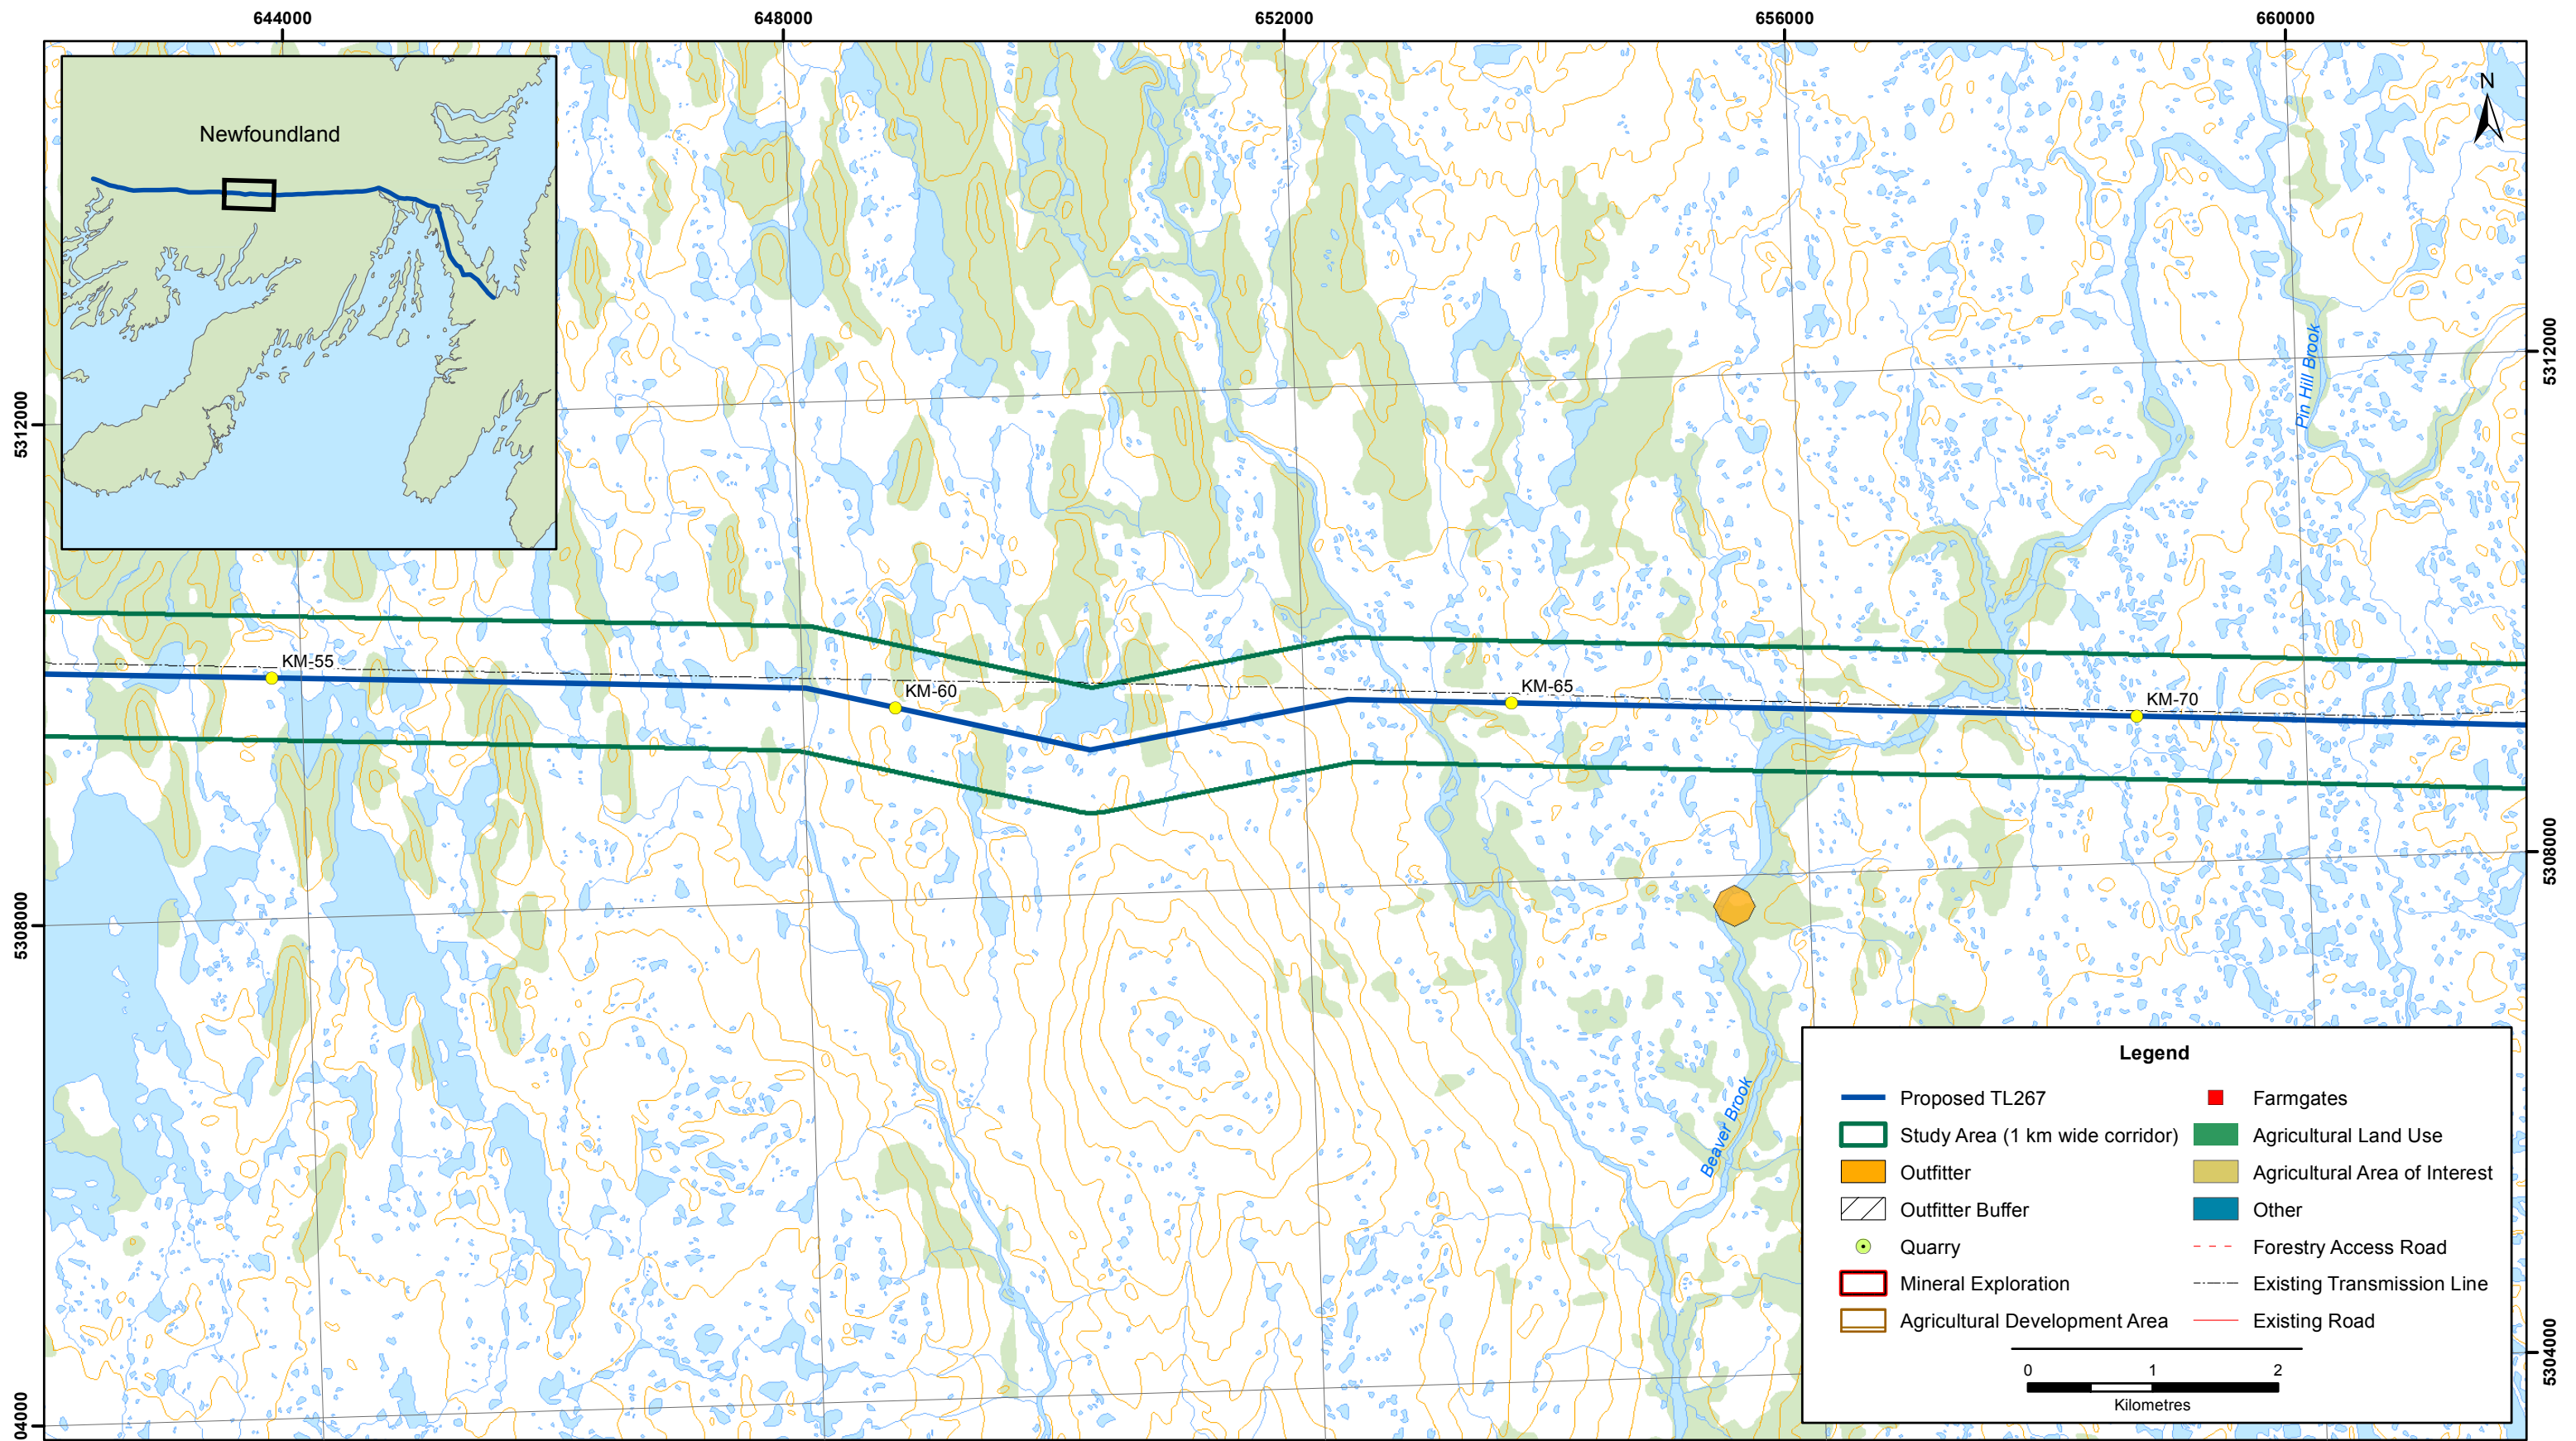 644000
648000
652000
656000
660000
N
Newfoundland
Pin Hill Brook
5312000
5312000
KM-55
KM-60
KM-65
KM-70
5308000
5308000
Beaver Brook
Legend
Proposed TL267
Study Area (1 km wide corridor)
Outfitter
Outfitter Buffer
Quarry
Mineral Exploration
Agricultural Development Area
Farmgates
Agricultural Land Use
Agricultural Area of Interest
Other
Forestry Access Road
Existing Transmission Line
Existing Road
0 1 2
Kilometres
5304000
04000